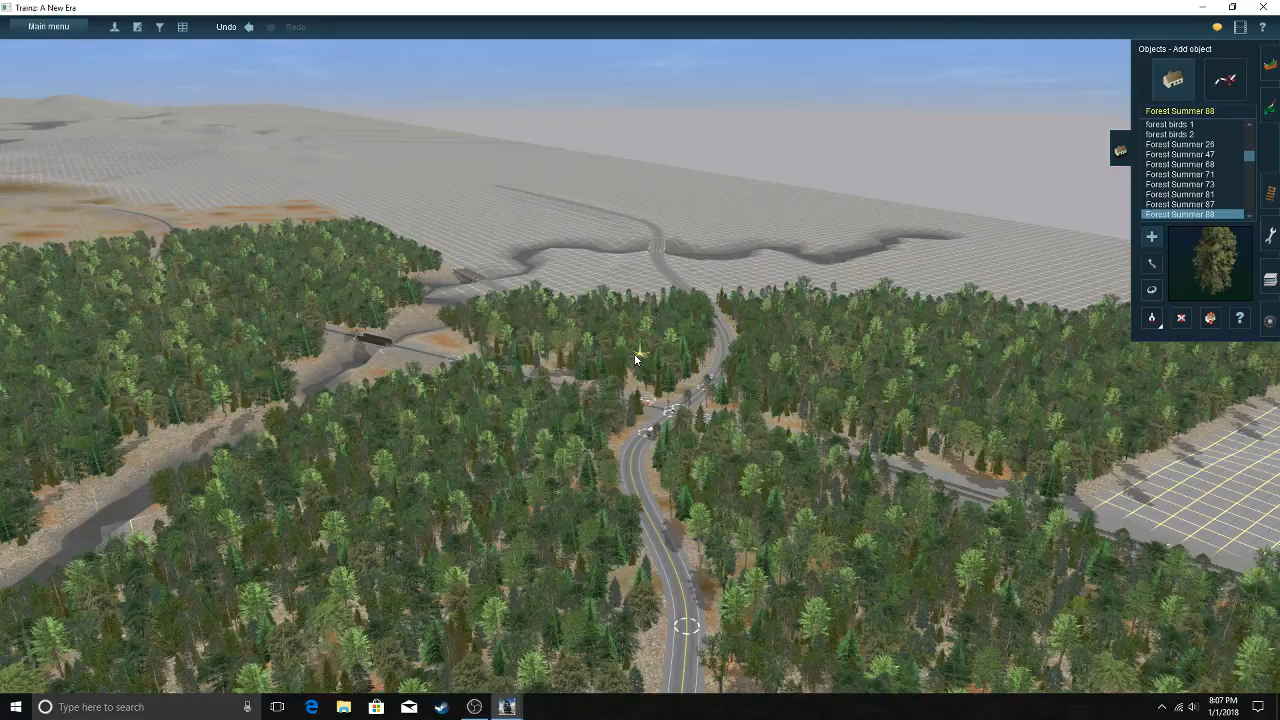 Trainz: A New Era
Main menu
Undo
Redo
Objects - Add object
Forest Summer 88
forest birds 1
forest birds 2
Forest Summer 26
Forest Summer 47
Forest Summer 68
Forest Summer 71
Forest Summer 73
Forest Summer 81
Forest Summer 87
Forest Summer 88
Type here to search
8:07 PM
1/1/2018